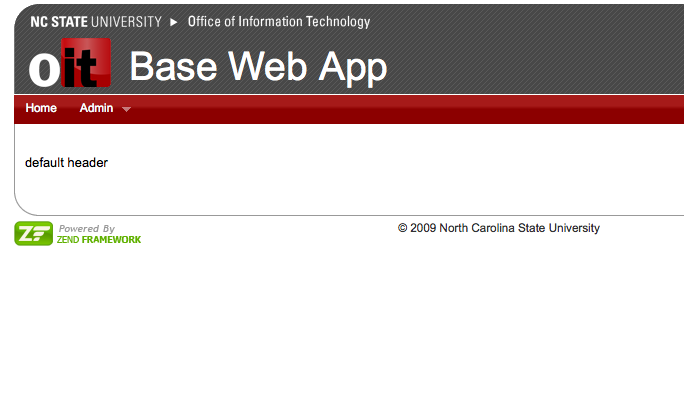 NC STATE UNIVERSITY ▶ Office of Information Technology
oit Base Web App
Home Admin
default header
ZF Powered By
ZEND FRAMEWORK
© 2009 North Carolina State University